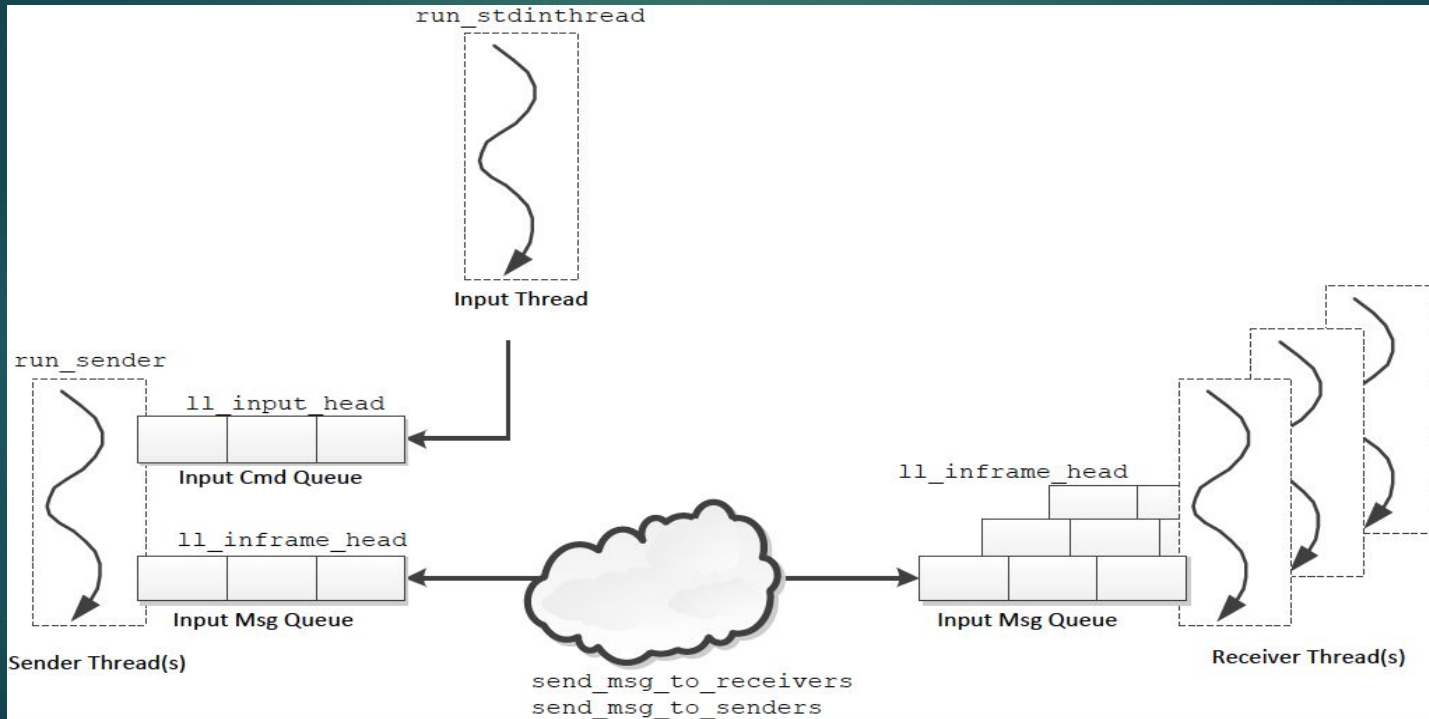 run_stdinthread
Input Thread
run_sender
ll_input_head
Input Cmd Queue
ll_inframe_head
ll_inframe_head
Input Msg Queue
Input Msg Queue
Sender Thread(s)
Receiver Thread(s)
send_msg_to_receivers
send_msg_to_senders